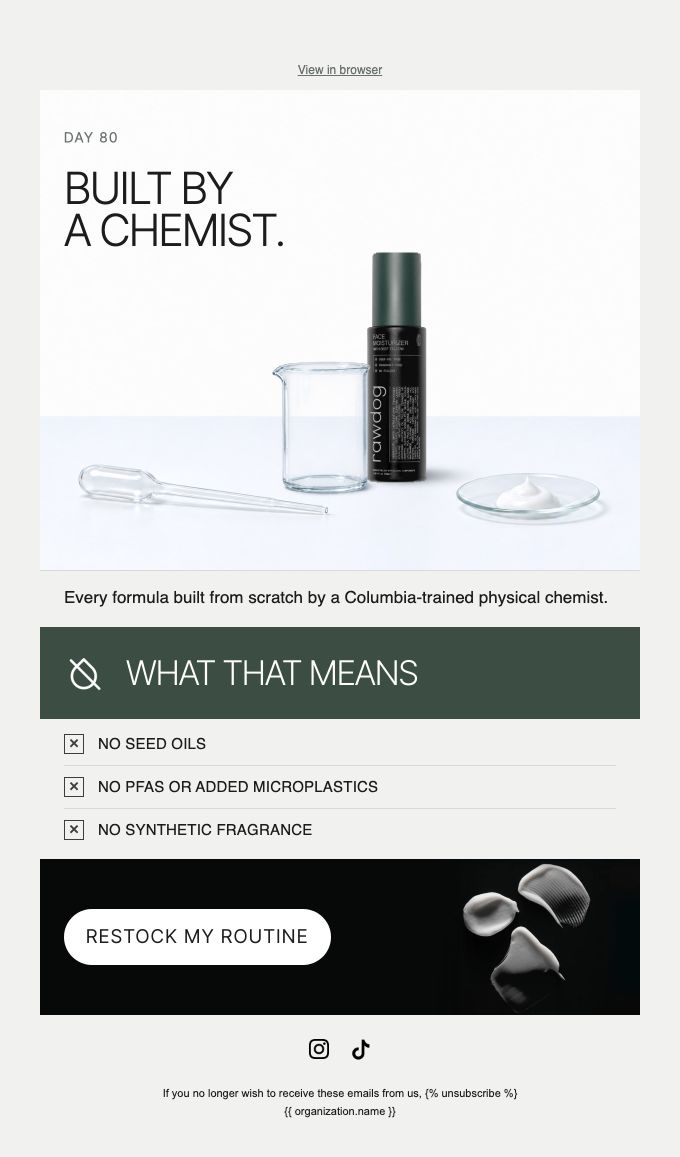 View in browser
DAY 80
BUILT BY
A CHEMIST.
FACE
MOISTURIZER
rawdog
Every formula built from scratch by a Columbia-trained physical chemist.
WHAT THAT MEANS
NO SEED OILS
NO PFAS OR ADDED MICROPLASTICS
NO SYNTHETIC FRAGRANCE
RESTOCK MY ROUTINE
If you no longer wish to receive these emails from us, {% unsubscribe %}
{{ organization.name }}